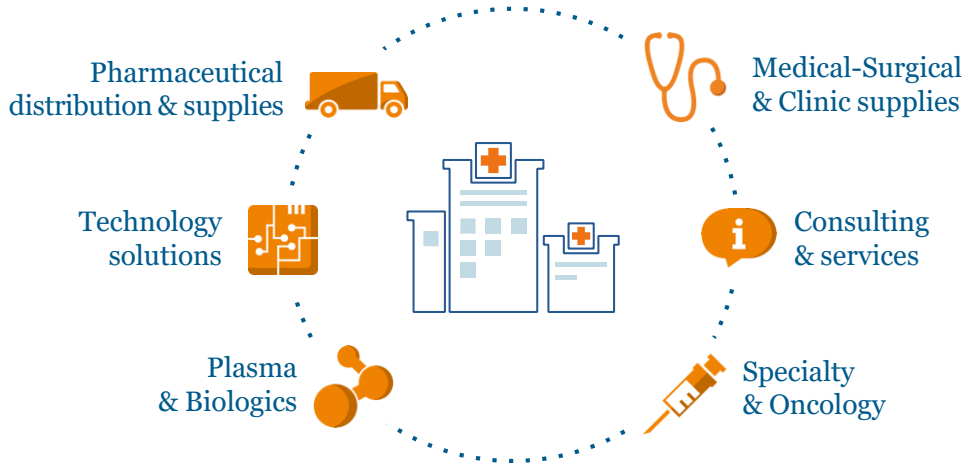 Pharmaceutical
distribution & supplies
Medical-Surgical
& Clinic supplies
Technology
solutions
Consulting
& services
Plasma
& Biologics
Specialty
& Oncology